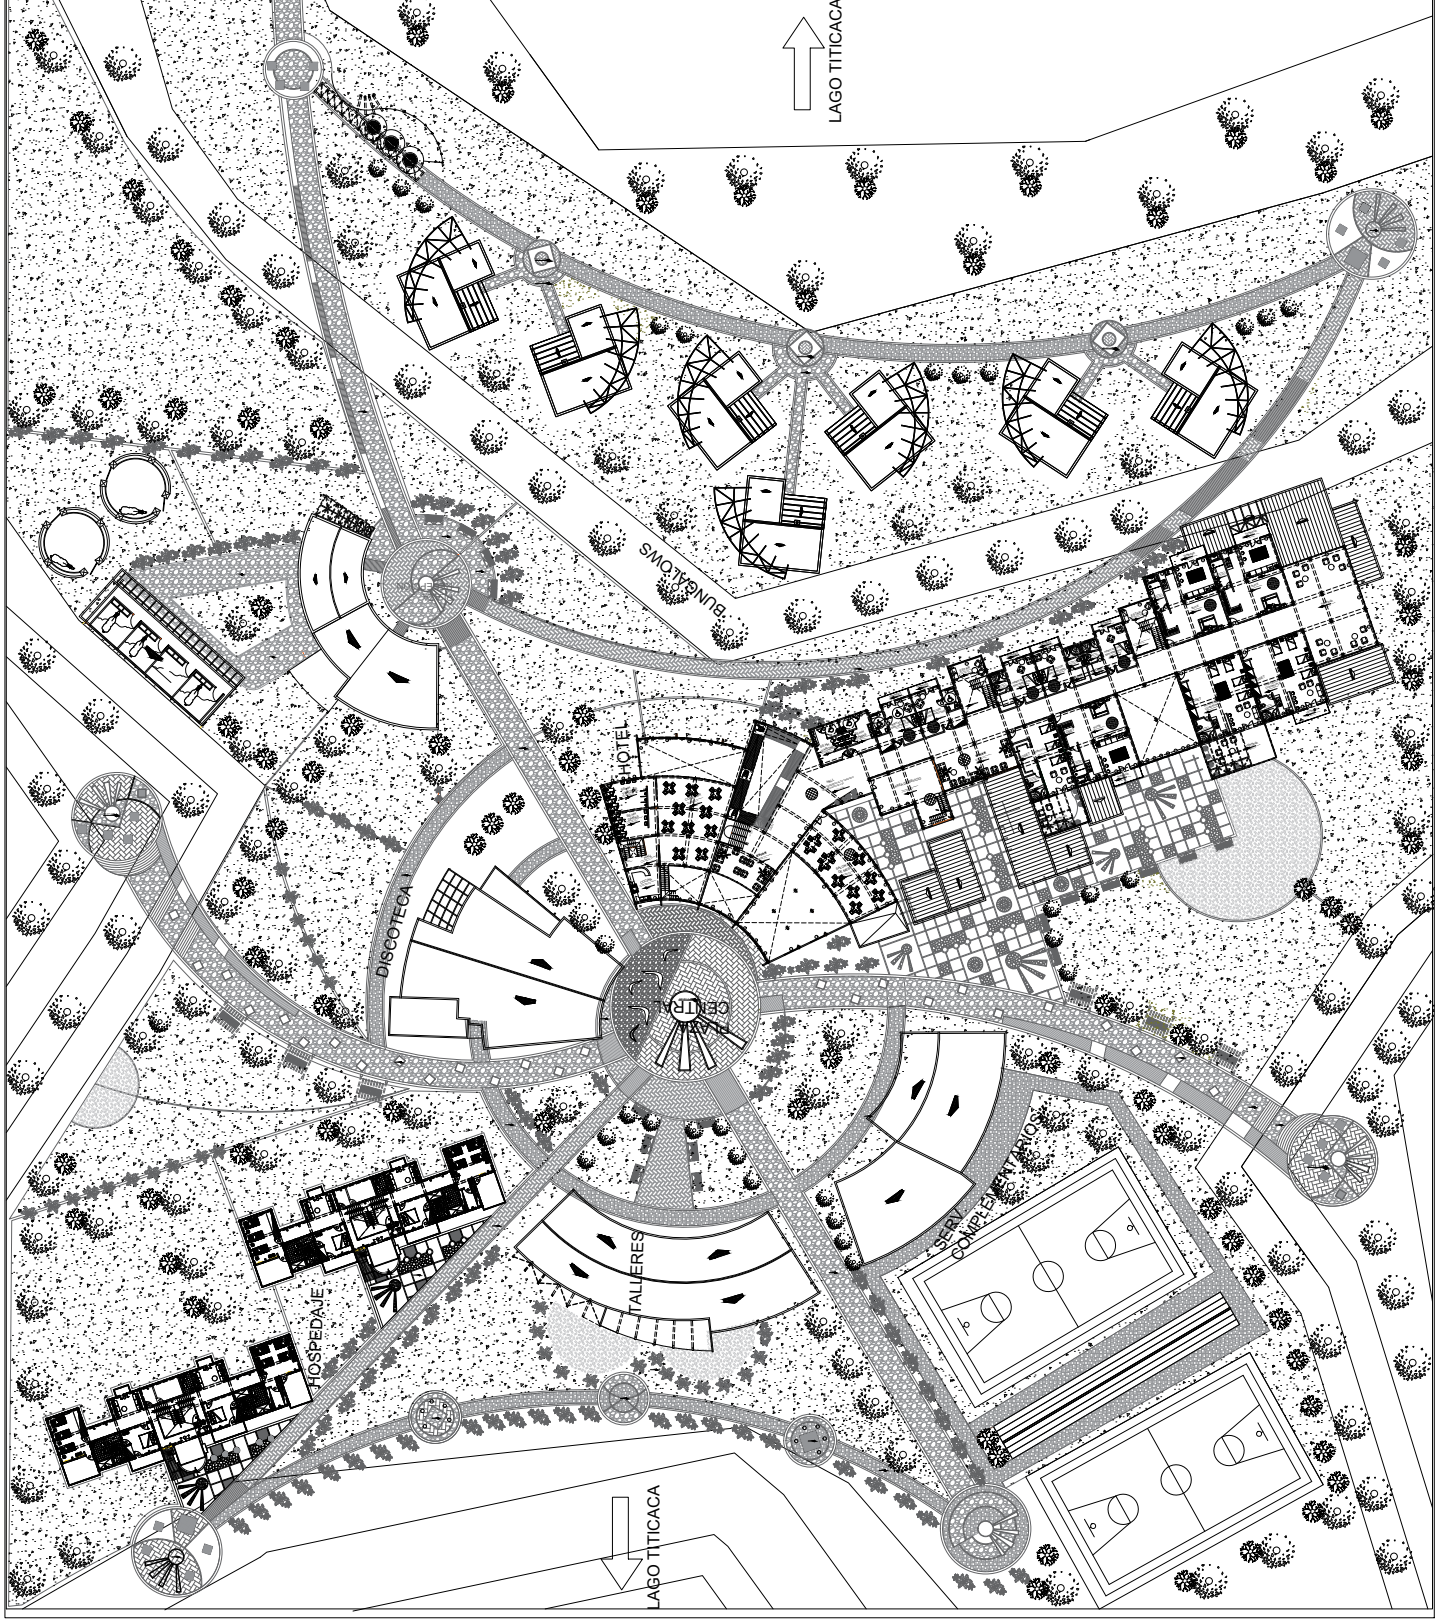 LAGO TITICACA
BUNGALOWS
HOTEL
DISCOTECA
PLAZA
CENTRAL
SERV
COMPLEMENTARIOS
TALLERES
HOSPEDAJE
LAGO TITICACA